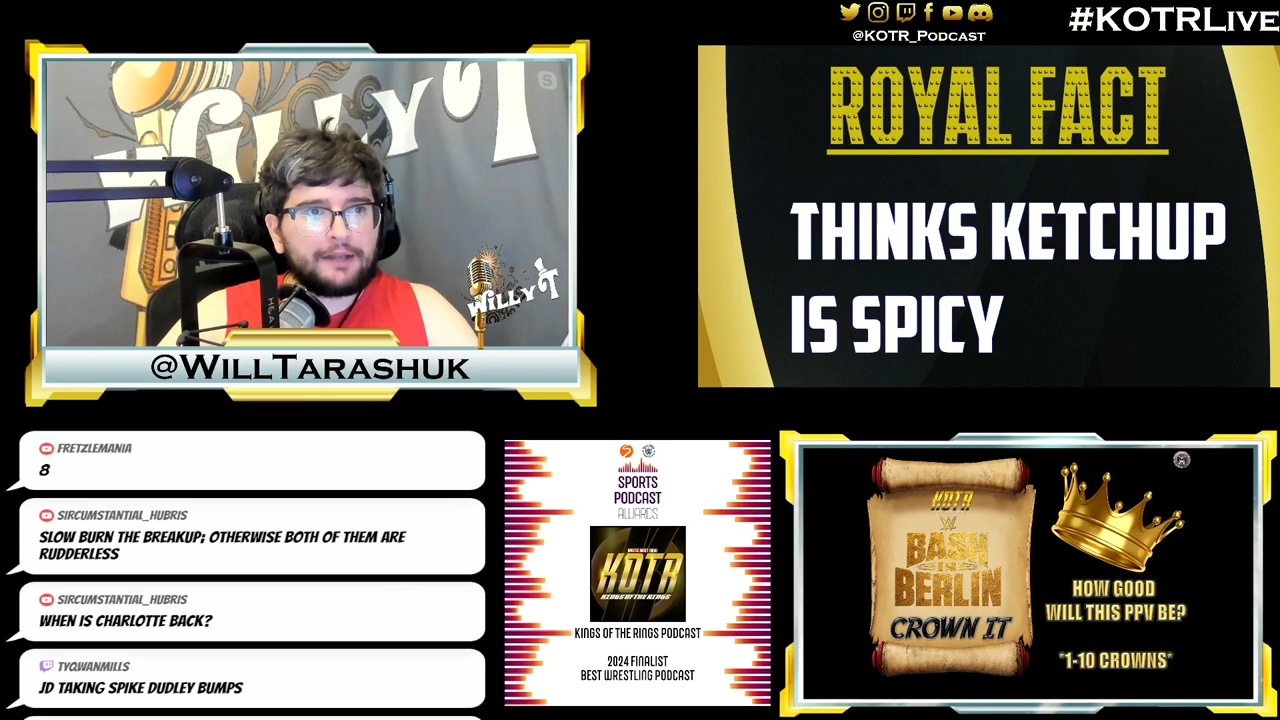 @KOTR_PODCAST
#KOTRLIVE
WILLY T
WILLY T
@WILLTARASHUK
ROYAL FACT
THINKS KETCHUP
IS SPICY
FRETZLEMANIA
8
SIRCUMSTANTIAL_HUBRIS
SLOW BURN THE BREAKUP; OTHERWISE BOTH OF THEM ARE
RUDDERLESS
SIRCUMSTANTIAL_HUBRIS
WHEN IS CHARLOTTE BACK?
TYQWANMILLS
JD TAKING SPIKE DUDLEY BUMPS
SPORTS
PODCAST
AWARDS
KOTR
KINGS OF THE RINGS
KINGS OF THE RINGS PODCAST
2024 FINALIST
BEST WRESTLING PODCAST
KOTR
W
BASH
IN
BERLIN
CROWN IT
HOW GOOD
WILL THIS PPV BE?
*1-10 CROWNS*